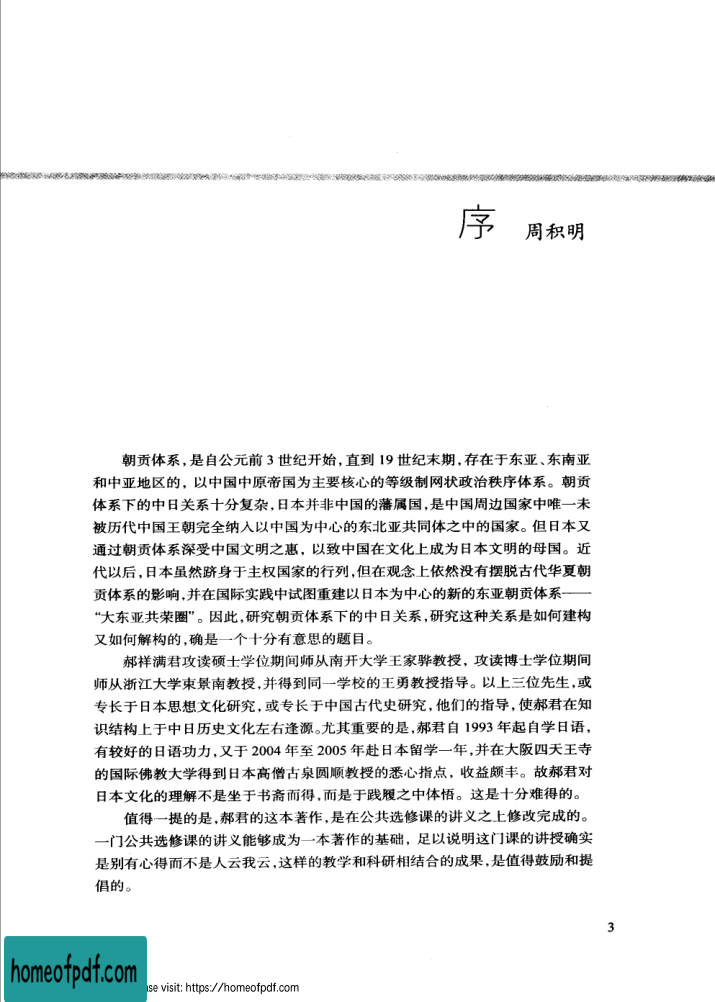 序 周积明
朝贡体系,是自公元前 3 世纪开始,直到 19 世纪末期,存在于东亚、东南亚
和中亚地区的,以中国中原帝国为主要核心的等级制网状政治秩序体系。朝贡
体系下的中日关系十分复杂,日本并非中国的藩属国,是中国周边国家中唯一未
被历代中国王朝完全纳入以中国为中心的东北亚共同体之中的国家。但日本又
通过朝贡体系深受中国文明之惠,以致中国在文化上成为日本文明的母国。近
代以后,日本虽然跻身于主权国家的行列,但在观念上依然没有摆脱古代华夏朝
贡体系的影响,并在国际实践中试图重建以日本为中心的新的东亚朝贡体系——
“大东亚共荣圈”。因此,研究朝贡体系下的中日关系,研究这种关系是如何建构
又如何解构的,确是一个十分有意思的题目。
郝祥满君攻读硕士学位期间师从南开大学王家骅教授,攻读博士学位期间
师从浙江大学束景南教授,并得到同一学校的王勇教授指导。以上三位先生,或
专长于日本思想文化研究,或专长于中国古代史研究,他们的指导,使郝君在知
识结构上于中日历史文化左右逢源。尤其重要的是,郝君自 1993 年起自学日语,
有较好的日语功力,又于 2004 年至 2005 年赴日本留学一年,并在大阪四天王寺
的国际佛教大学得到日本高僧古泉圆顺教授的悉心指点,收益颇丰。故郝君对
日本文化的理解不是坐于书斋而得,而是于践履之中体悟。这是十分难得的。
值得一提的是,郝君的这本著作,是在公共选修课的讲义之上修改完成的。
一门公共选修课的讲义能够成为一本著作的基础,足以说明这门课的讲授确实
是别有心得而不是人云我云,这样的教学和科研相结合的成果,是值得鼓励和提
倡的。
3
homeofpdf.com
se visit: https://homeofpdf.com